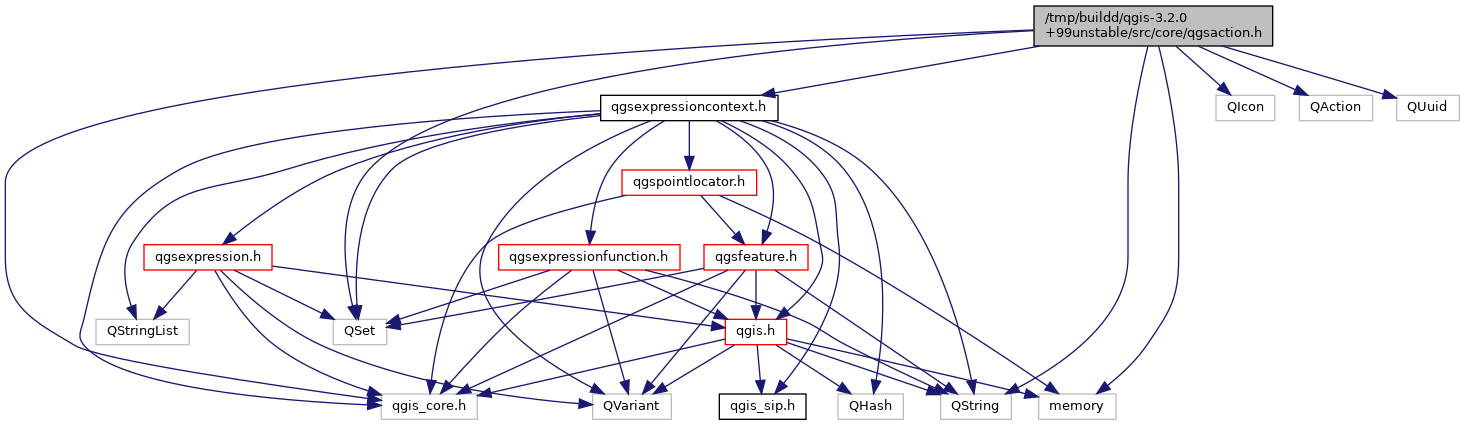 /tmp/buildd/qgis-3.2.0
+99unstable/src/core/qgsaction.h
qgsexpressioncontext.h
QIcon
QAction
QUuid
qgspointlocator.h
qgsexpression.h
qgsexpressionfunction.h
qgsfeature.h
QStringList
QSet
qgis.h
qgis_core.h
QVariant
qgis_sip.h
QHash
QString
memory